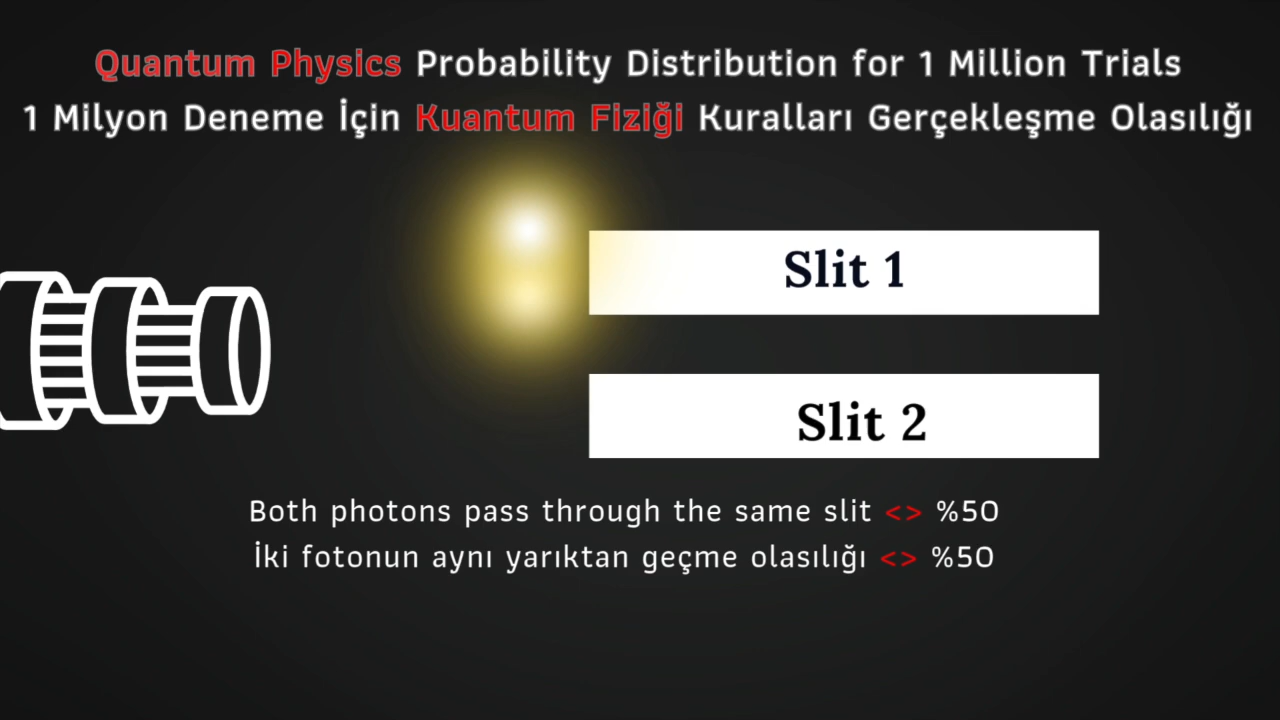 Quantum Physics Probability Distribution for 1 Million Trials
1 Milyon Deneme İçin Kuantum Fiziği Kuralları Gerçekleşme Olasılığı
Slit 1
Slit 2
Both photons pass through the same slit <> %50
İki fotonun aynı yarıktan geçme olasılığı <> %50